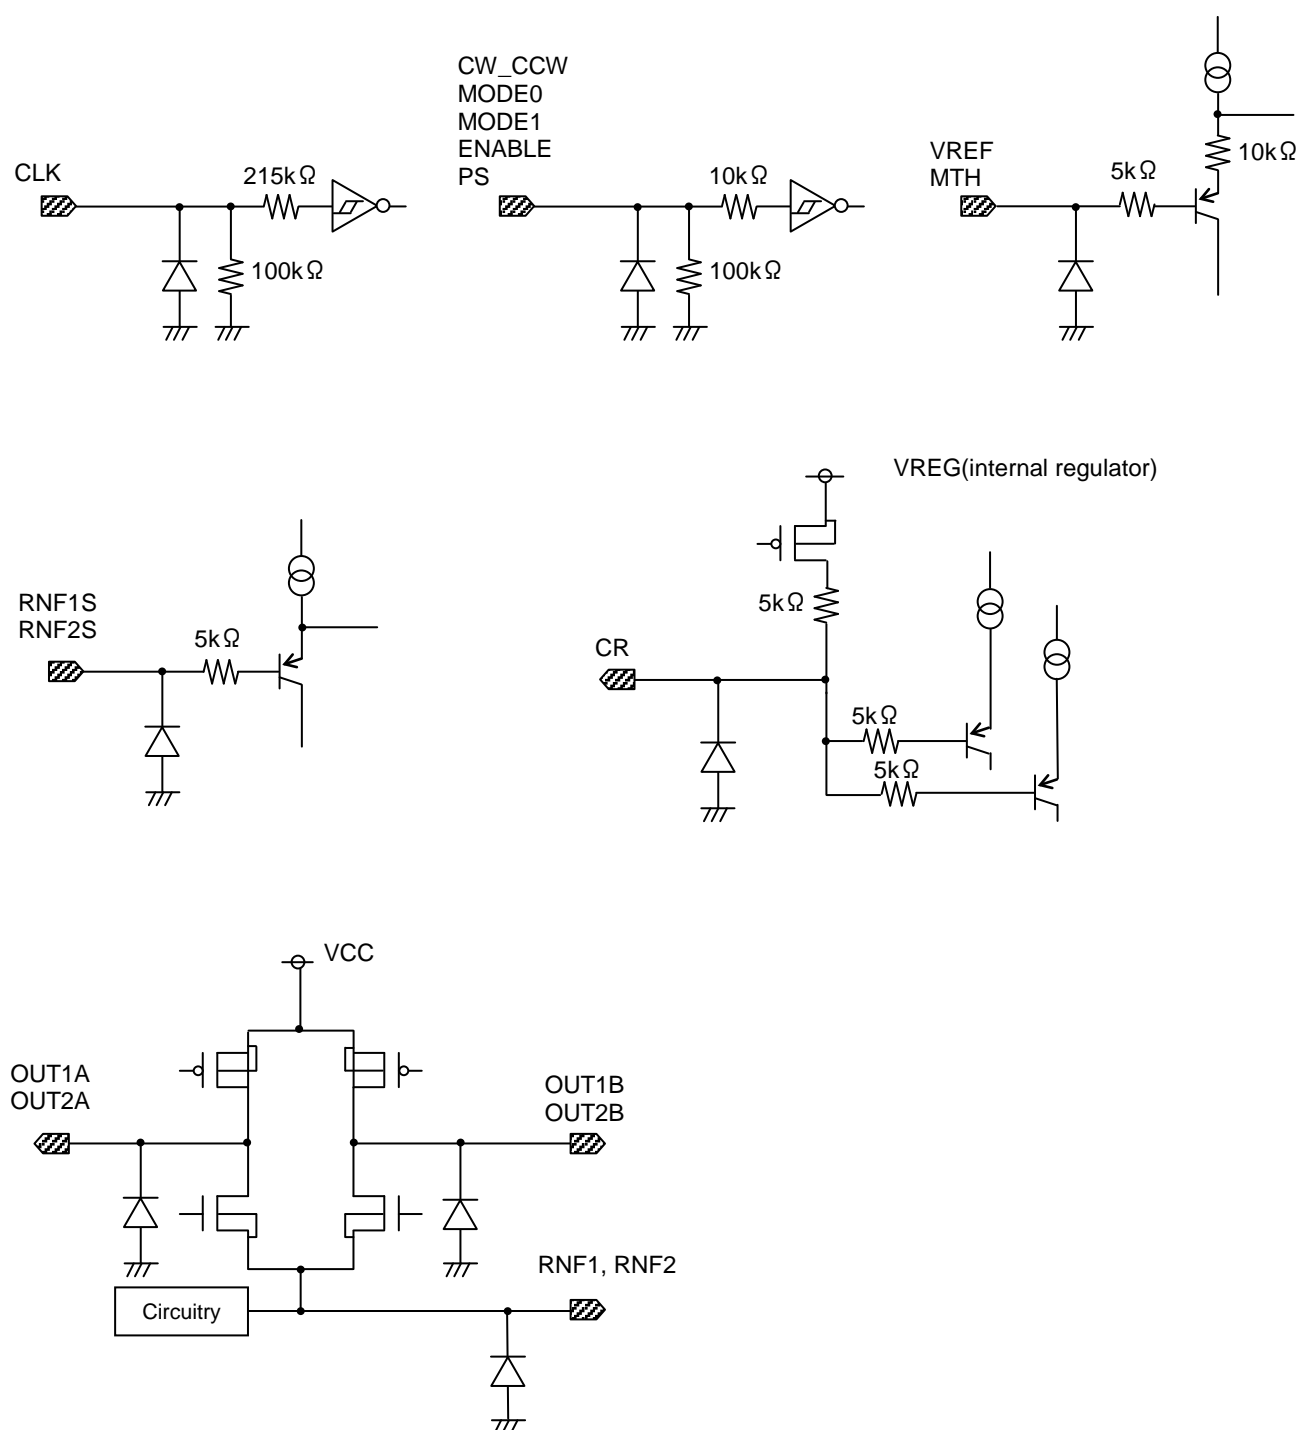 CLK
215kΩ
100kΩ
CW_CCW
MODE0
MODE1
ENABLE
PS
10kΩ
100kΩ
VREF
MTH
5kΩ
10kΩ
RNF1S
RNF2S
5kΩ
VREG(internal regulator)
5kΩ
CR
5kΩ
5kΩ
VCC
OUT1A
OUT2A
OUT1B
OUT2B
RNF1, RNF2
Circuitry